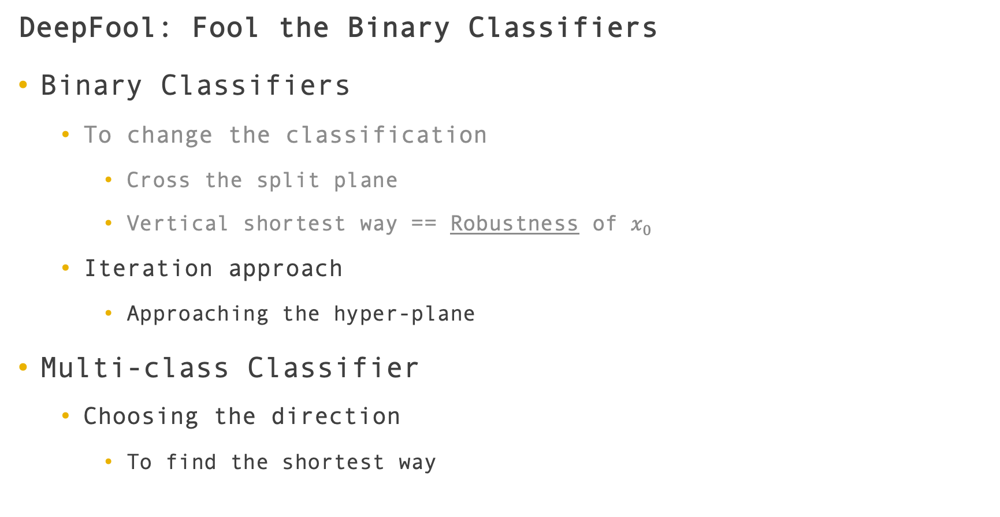 DeepFool: Fool the Binary Classifiers
• Binary Classifiers
• To change the classification
• Cross the split plane
• Vertical shortest way == Robustness of x₀
• Iteration approach
• Approaching the hyper-plane
• Multi-class Classifier
• Choosing the direction
• To find the shortest way